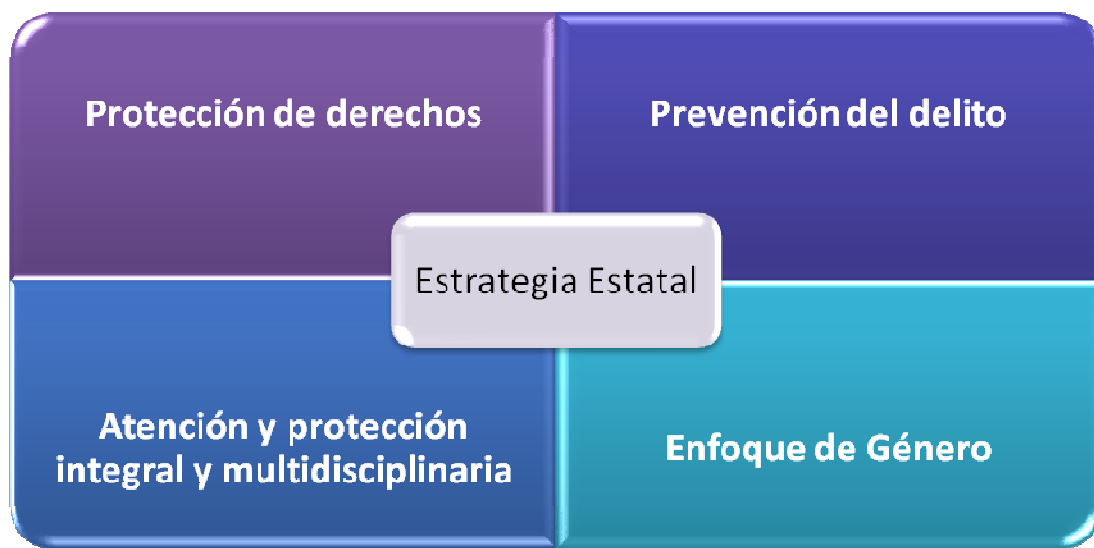 Protección de derechos
Prevención del delito
Estrategia Estatal
Atención y protección
integral y multidisciplinaria
Enfoque de Género